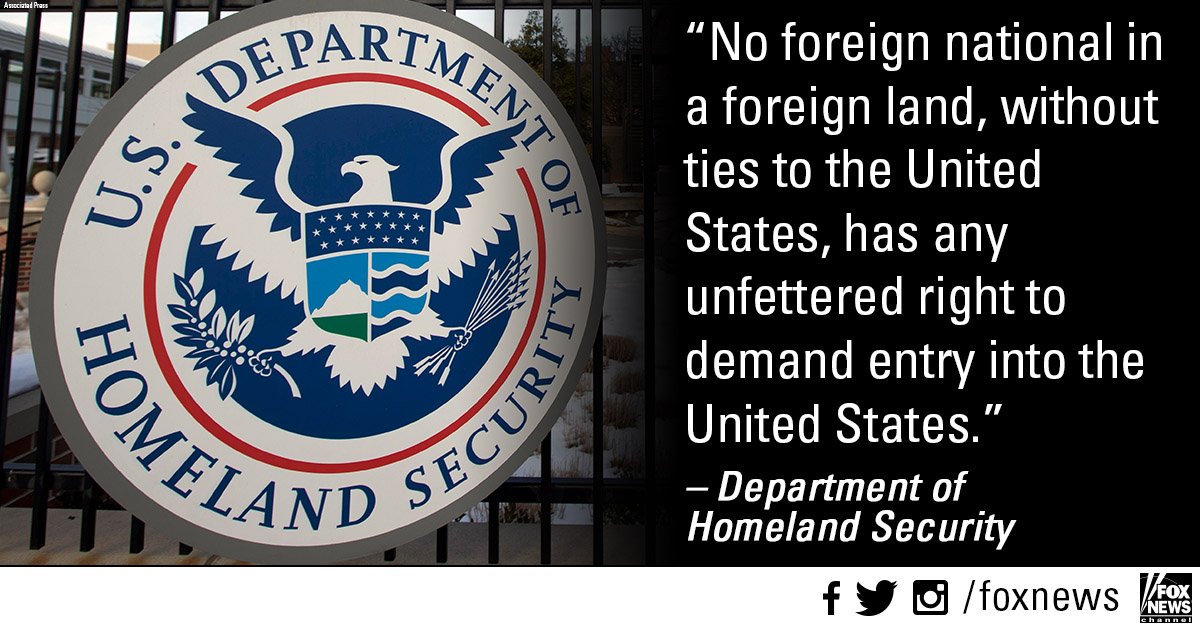 Associated Press
U.S. DEPARTMENT OF
HOMELAND SECURITY
“No foreign national in
a foreign land, without
ties to the United
States, has any
unfettered right to
demand entry into the
United States.”
– Department of
Homeland Security
/foxnews
FOX
NEWS
channel